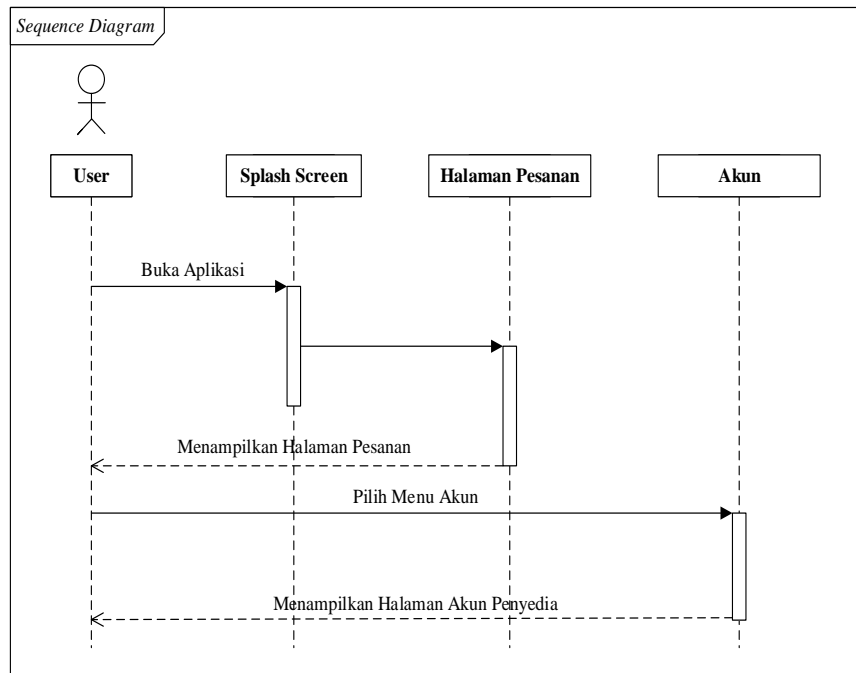 Sequence Diagram
User
Splash Screen
Halaman Pesanan
Akun
Buka Aplikasi
Menampilkan Halaman Pesanan
Pilih Menu Akun
Menampilkan Halaman Akun Penyedia